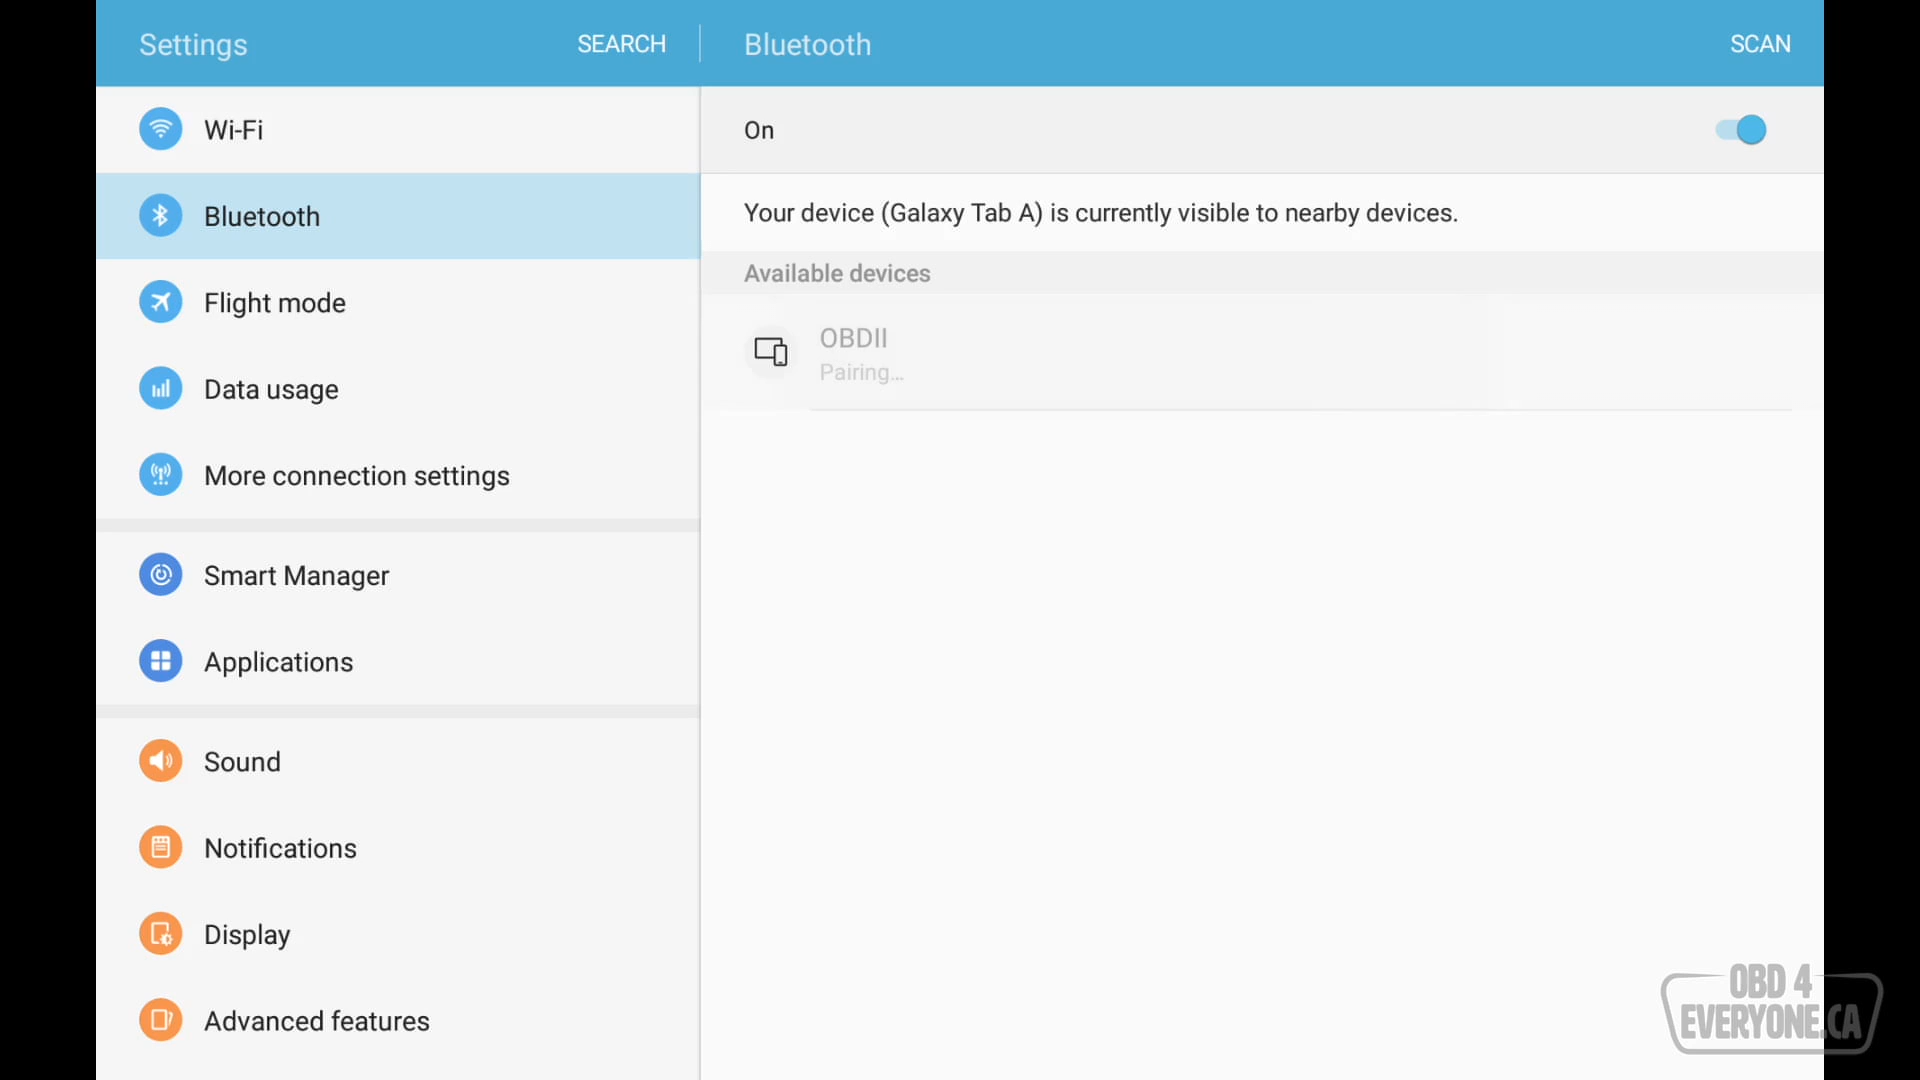 Settings
SEARCH
Bluetooth
SCAN
Wi-Fi
Bluetooth
Flight mode
Data usage
More connection settings
Smart Manager
Applications
Sound
Notifications
Display
Advanced features
On
Your device (Galaxy Tab A) is currently visible to nearby devices.
Available devices
OBDII
Pairing...
OBD 4
EVERYONE.CA